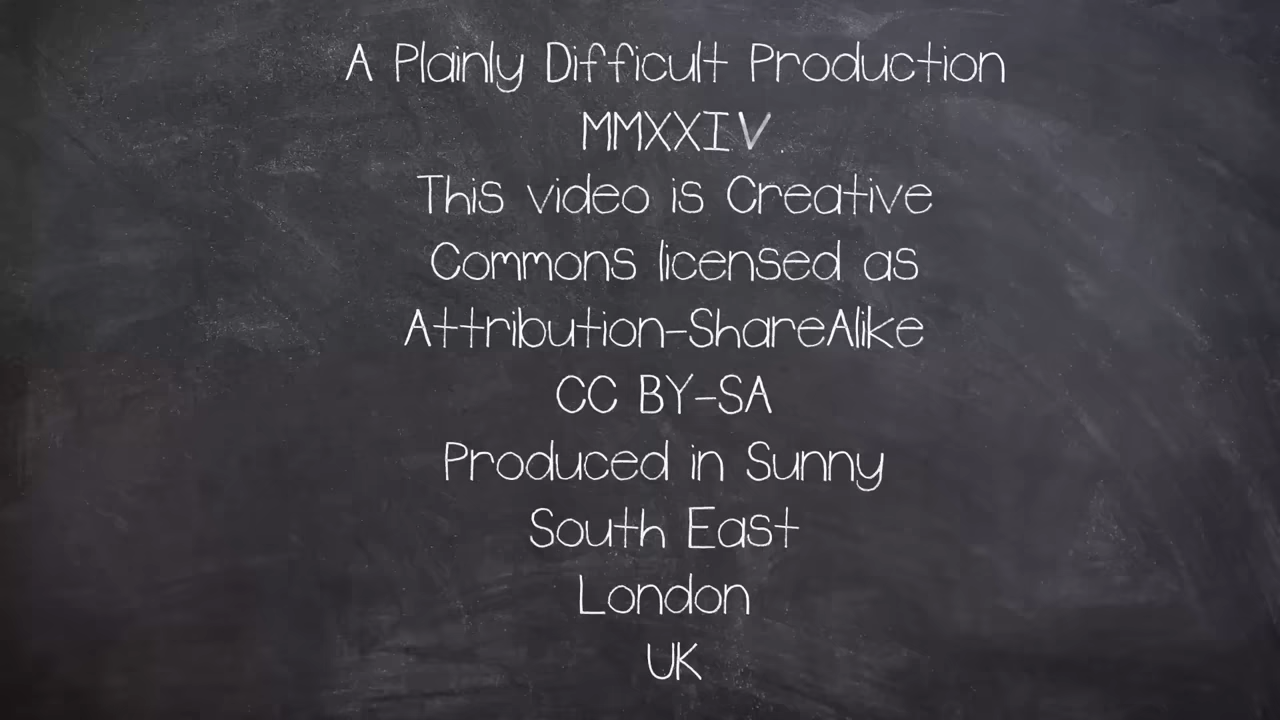 A Plainly Difficult Production
MMXXIV
This video is Creative
Commons licensed as
Attribution-ShareAlike
CC BY-SA
Produced in Sunny
South East
London
UK